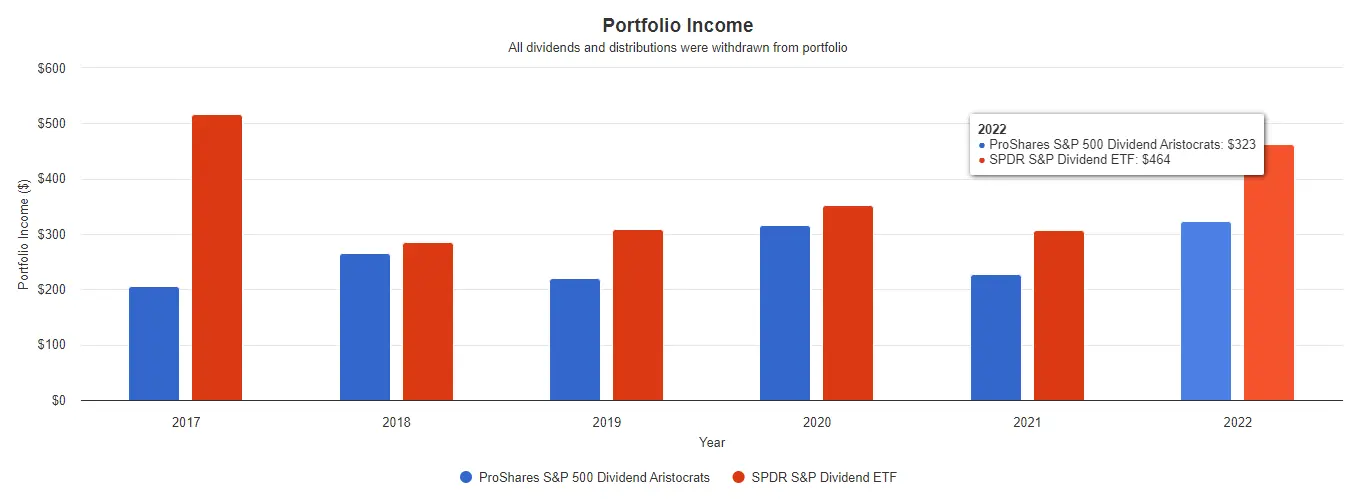 Portfolio Income
All dividends and distributions were withdrawn from portfolio
$600
$500
$400
$300
$200
$100
$0
Portfolio Income ($)
2022
ProShares S&P 500 Dividend Aristocrats: $323
SPDR S&P Dividend ETF: $464
2017 2018 2019 2020 2021 2022
Year
ProShares S&P 500 Dividend Aristocrats SPDR S&P Dividend ETF